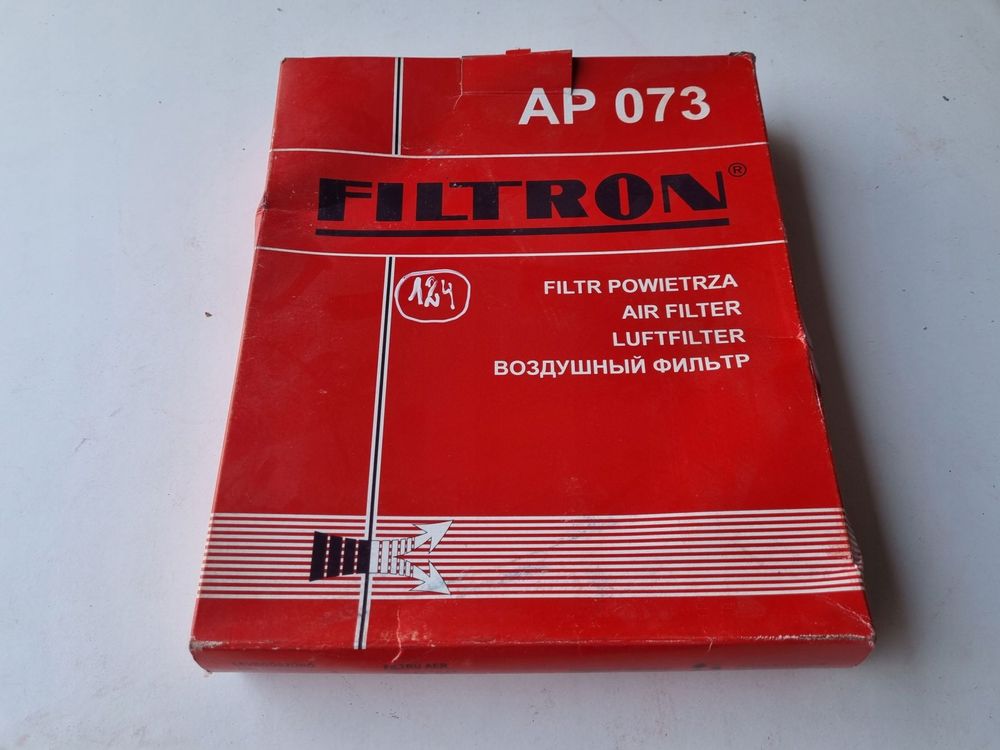 AP 073
FILTRON®
124
FILTR POWIETRZA
AIR FILTER
LUFTFILTER
ВОЗДУШНЫЙ ФИЛЬТР
FILTRU AER